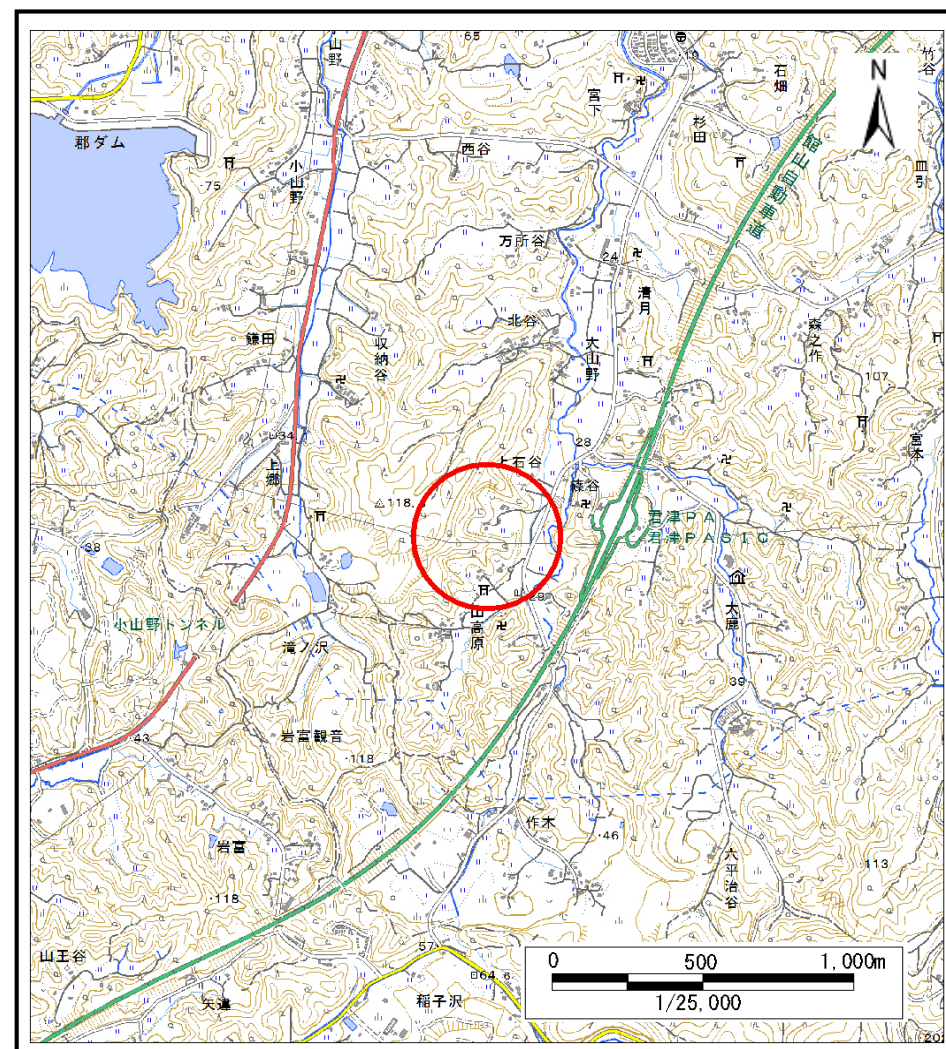 65
山野
竹谷
19
石畑
宮下
N
郡ダム
杉田
西谷
館山自動車道
皿引
小山野
・75
万所谷
24
清月
北谷
森之作
鎌田
収納谷
大山野
107
宮本
34
28
上郷
上石谷
篠谷
△118
君津PA
君津PASIC
38
大鹿
28
山高原
小山野トンネル
滝ノ沢
39
岩富観音
・43
・118
作木
・46
岩富
六平治谷
113
・118
57
山王谷
64.6
矢違
稲子沢
0 500 1,000m
1/25,000